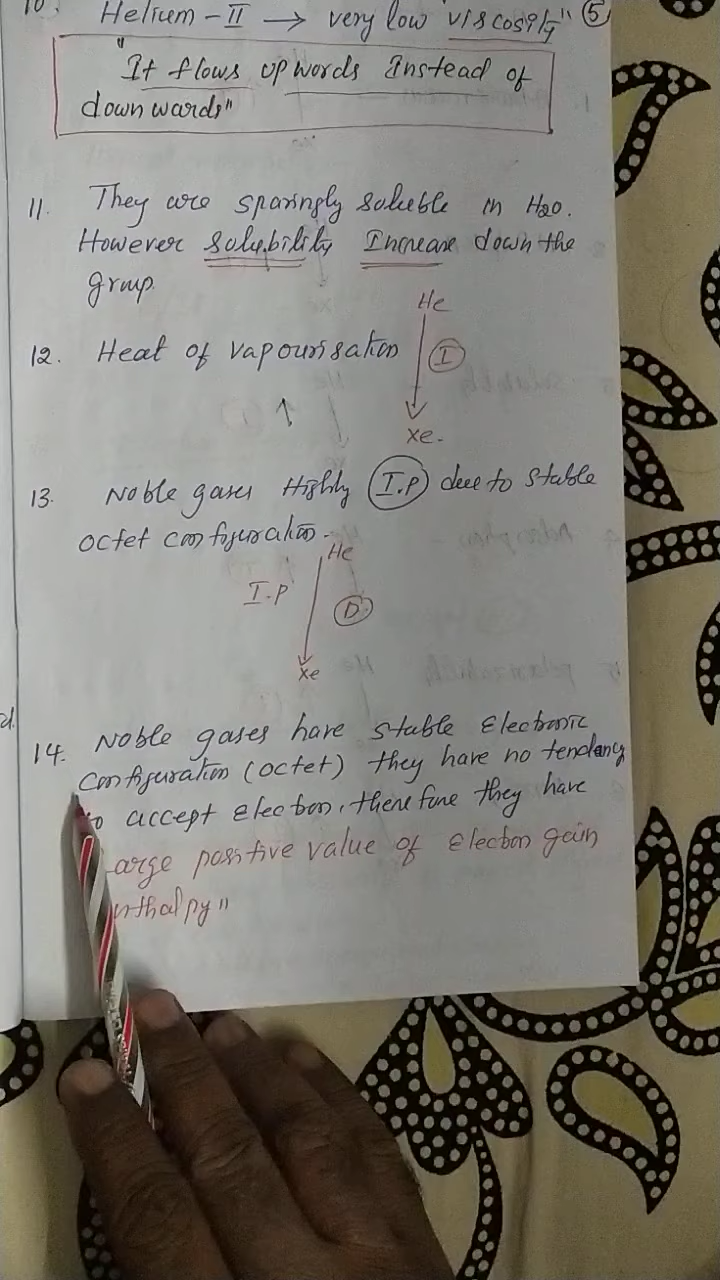 10. Helium - II → very low viscosity" 5
"It flows upwords instead of
downwards"
11. They are sparingly soluble in H2O.
However solubility Increase down the
group.
He
12. Heat of vapourisation I
↑
Xe.
13. Noble gases Highly I.P due to stable
octet configuration.
He
I.P D
Xe
d.
14. Noble gases have stable Electronic
configuration (octet) they have no tendency
accept electron, therefore they have
arge positive value of Electron gain
nthalpy"